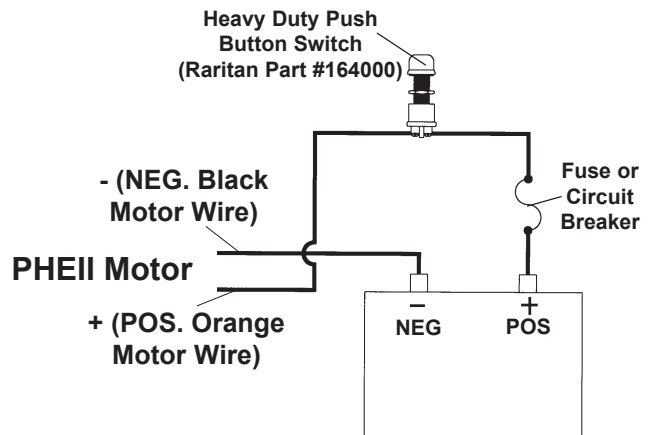 Heavy Duty Push
Button Switch
(Raritan Part #164000)
Fuse or
Circuit
Breaker
- (NEG. Black
Motor Wire)
PHEII Motor
+ (POS. Orange
Motor Wire)
−
NEG
+
POS